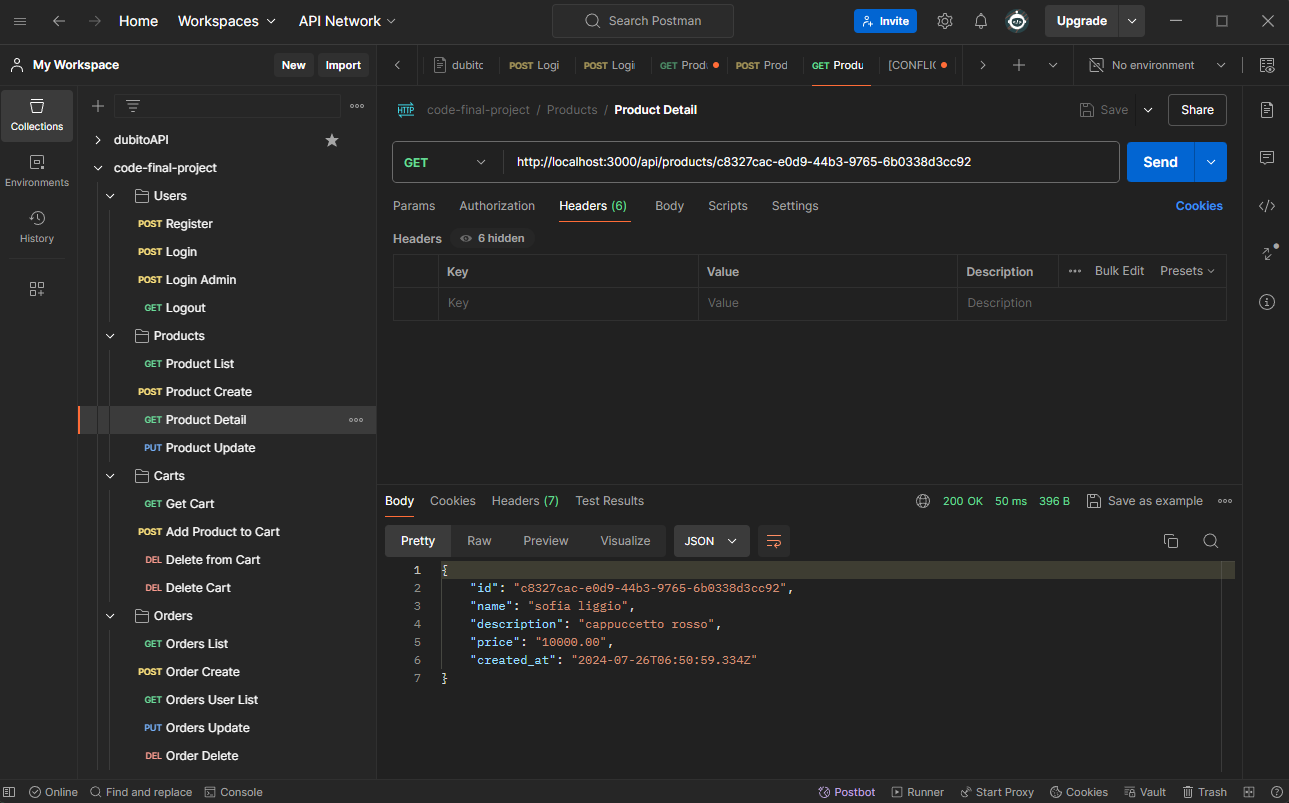 Home Workspaces API Network Search Postman Invite Upgrade
My Workspace New Import
dubitc POST Logi POST Logi GET Prod POST Prod GET Produ [CONFLIC No environment
Collections
Environments
History
dubitoAPI
code-final-project
Users
POST Register
POST Login
POST Login Admin
GET Logout
Products
GET Product List
POST Product Create
GET Product Detail
PUT Product Update
Carts
GET Get Cart
POST Add Product to Cart
DEL Delete from Cart
DEL Delete Cart
Orders
GET Orders List
POST Order Create
GET Orders User List
PUT Orders Update
DEL Order Delete
HTTP code-final-project / Products / Product Detail Save Share
GET http://localhost:3000/api/products/c8327cac-e0d9-44b3-9765-6b0338d3cc92 Send
Params Authorization Headers (6) Body Scripts Settings Cookies
Headers 6 hidden
Key Value Description Bulk Edit Presets
Key Value Description
Body Cookies Headers (7) Test Results 200 OK 50 ms 396 B Save as example
Pretty Raw Preview Visualize JSON
1 {
2 "id": "c8327cac-e0d9-44b3-9765-6b0338d3cc92",
3 "name": "sofia liggio",
4 "description": "cappuccetto rosso",
5 "price": "10000.00",
6 "created_at": "2024-07-26T06:50:59.334Z"
7 }
Online Find and replace Console Postbot Runner Start Proxy Cookies Vault Trash